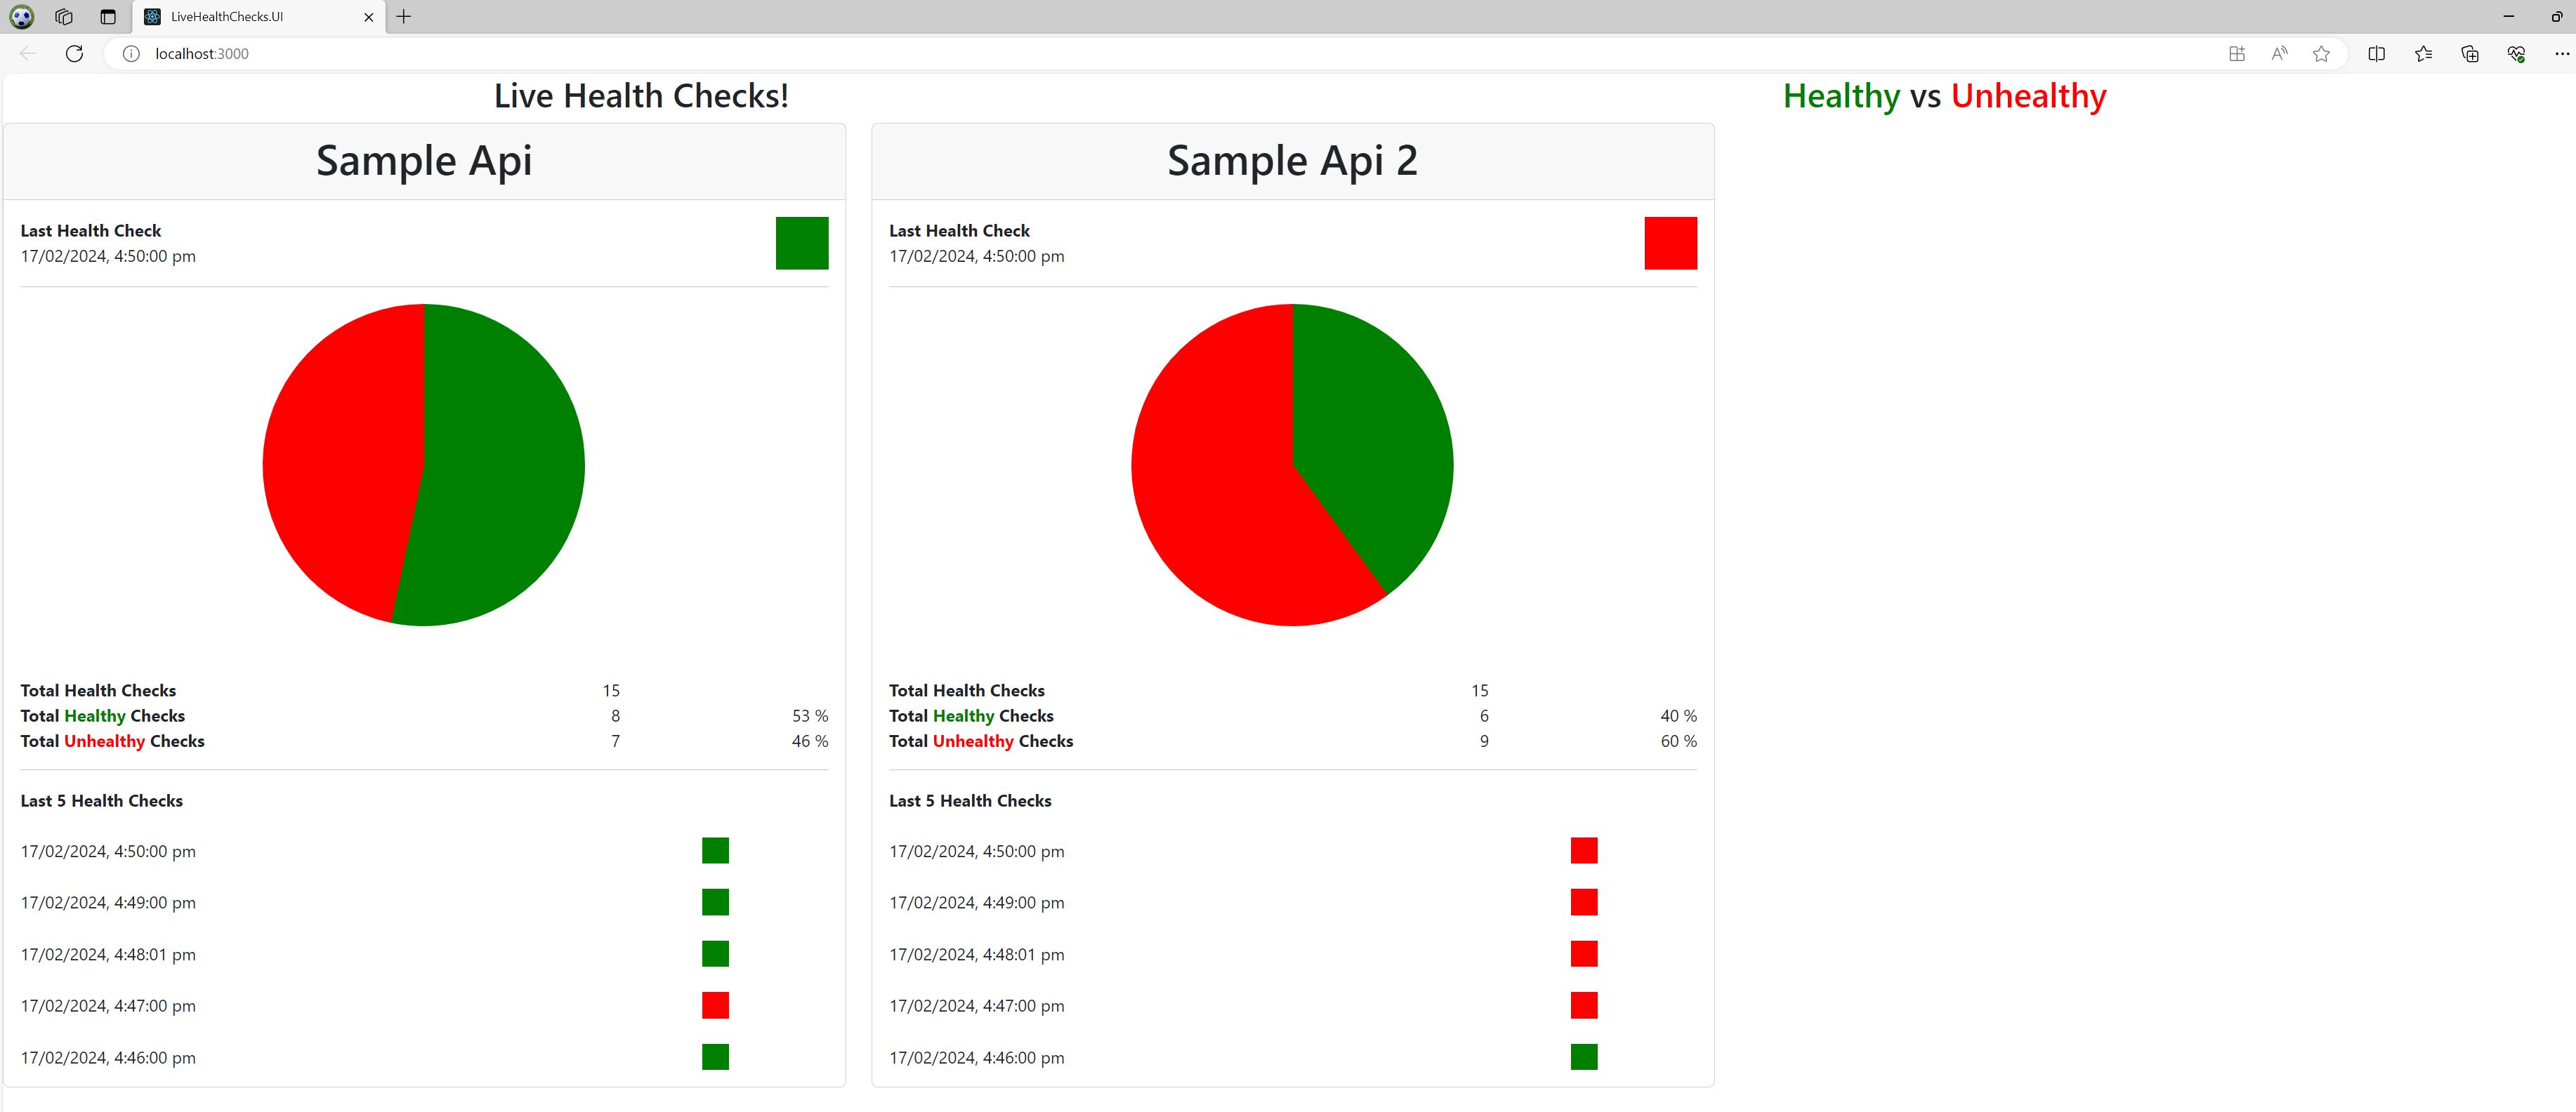 LiveHealthChecks.UI
localhost:3000
Live Health Checks!
Healthy vs Unhealthy
Sample Api
Last Health Check
17/02/2024, 4:50:00 pm
Total Health Checks 15
Total Healthy Checks 8 53 %
Total Unhealthy Checks 7 46 %
Last 5 Health Checks
17/02/2024, 4:50:00 pm
17/02/2024, 4:49:00 pm
17/02/2024, 4:48:01 pm
17/02/2024, 4:47:00 pm
17/02/2024, 4:46:00 pm
Sample Api 2
Last Health Check
17/02/2024, 4:50:00 pm
Total Health Checks 15
Total Healthy Checks 6 40 %
Total Unhealthy Checks 9 60 %
Last 5 Health Checks
17/02/2024, 4:50:00 pm
17/02/2024, 4:49:00 pm
17/02/2024, 4:48:01 pm
17/02/2024, 4:47:00 pm
17/02/2024, 4:46:00 pm